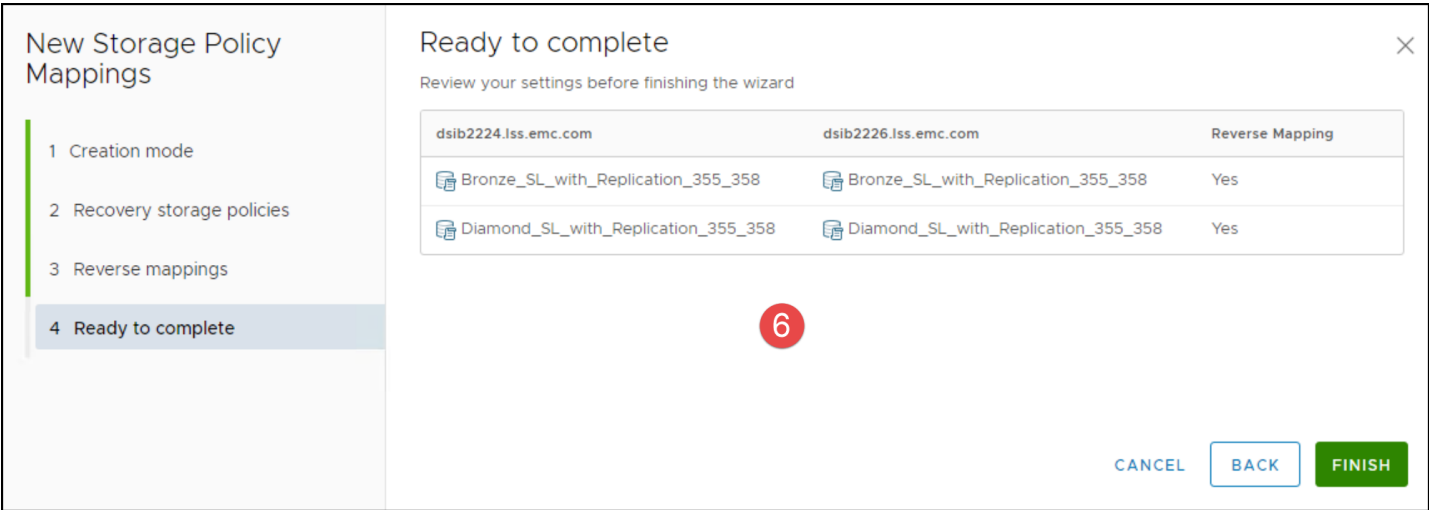 New Storage Policy
Mappings
1 Creation mode
2 Recovery storage policies
3 Reverse mappings
4 Ready to complete
Ready to complete
Review your settings before finishing the wizard
dsib2224.lss.emc.com dsib2226.lss.emc.com Reverse Mapping
Bronze_SL_with_Replication_355_358 Bronze_SL_with_Replication_355_358 Yes
Diamond_SL_with_Replication_355_358 Diamond_SL_with_Replication_355_358 Yes
6
CANCEL BACK FINISH